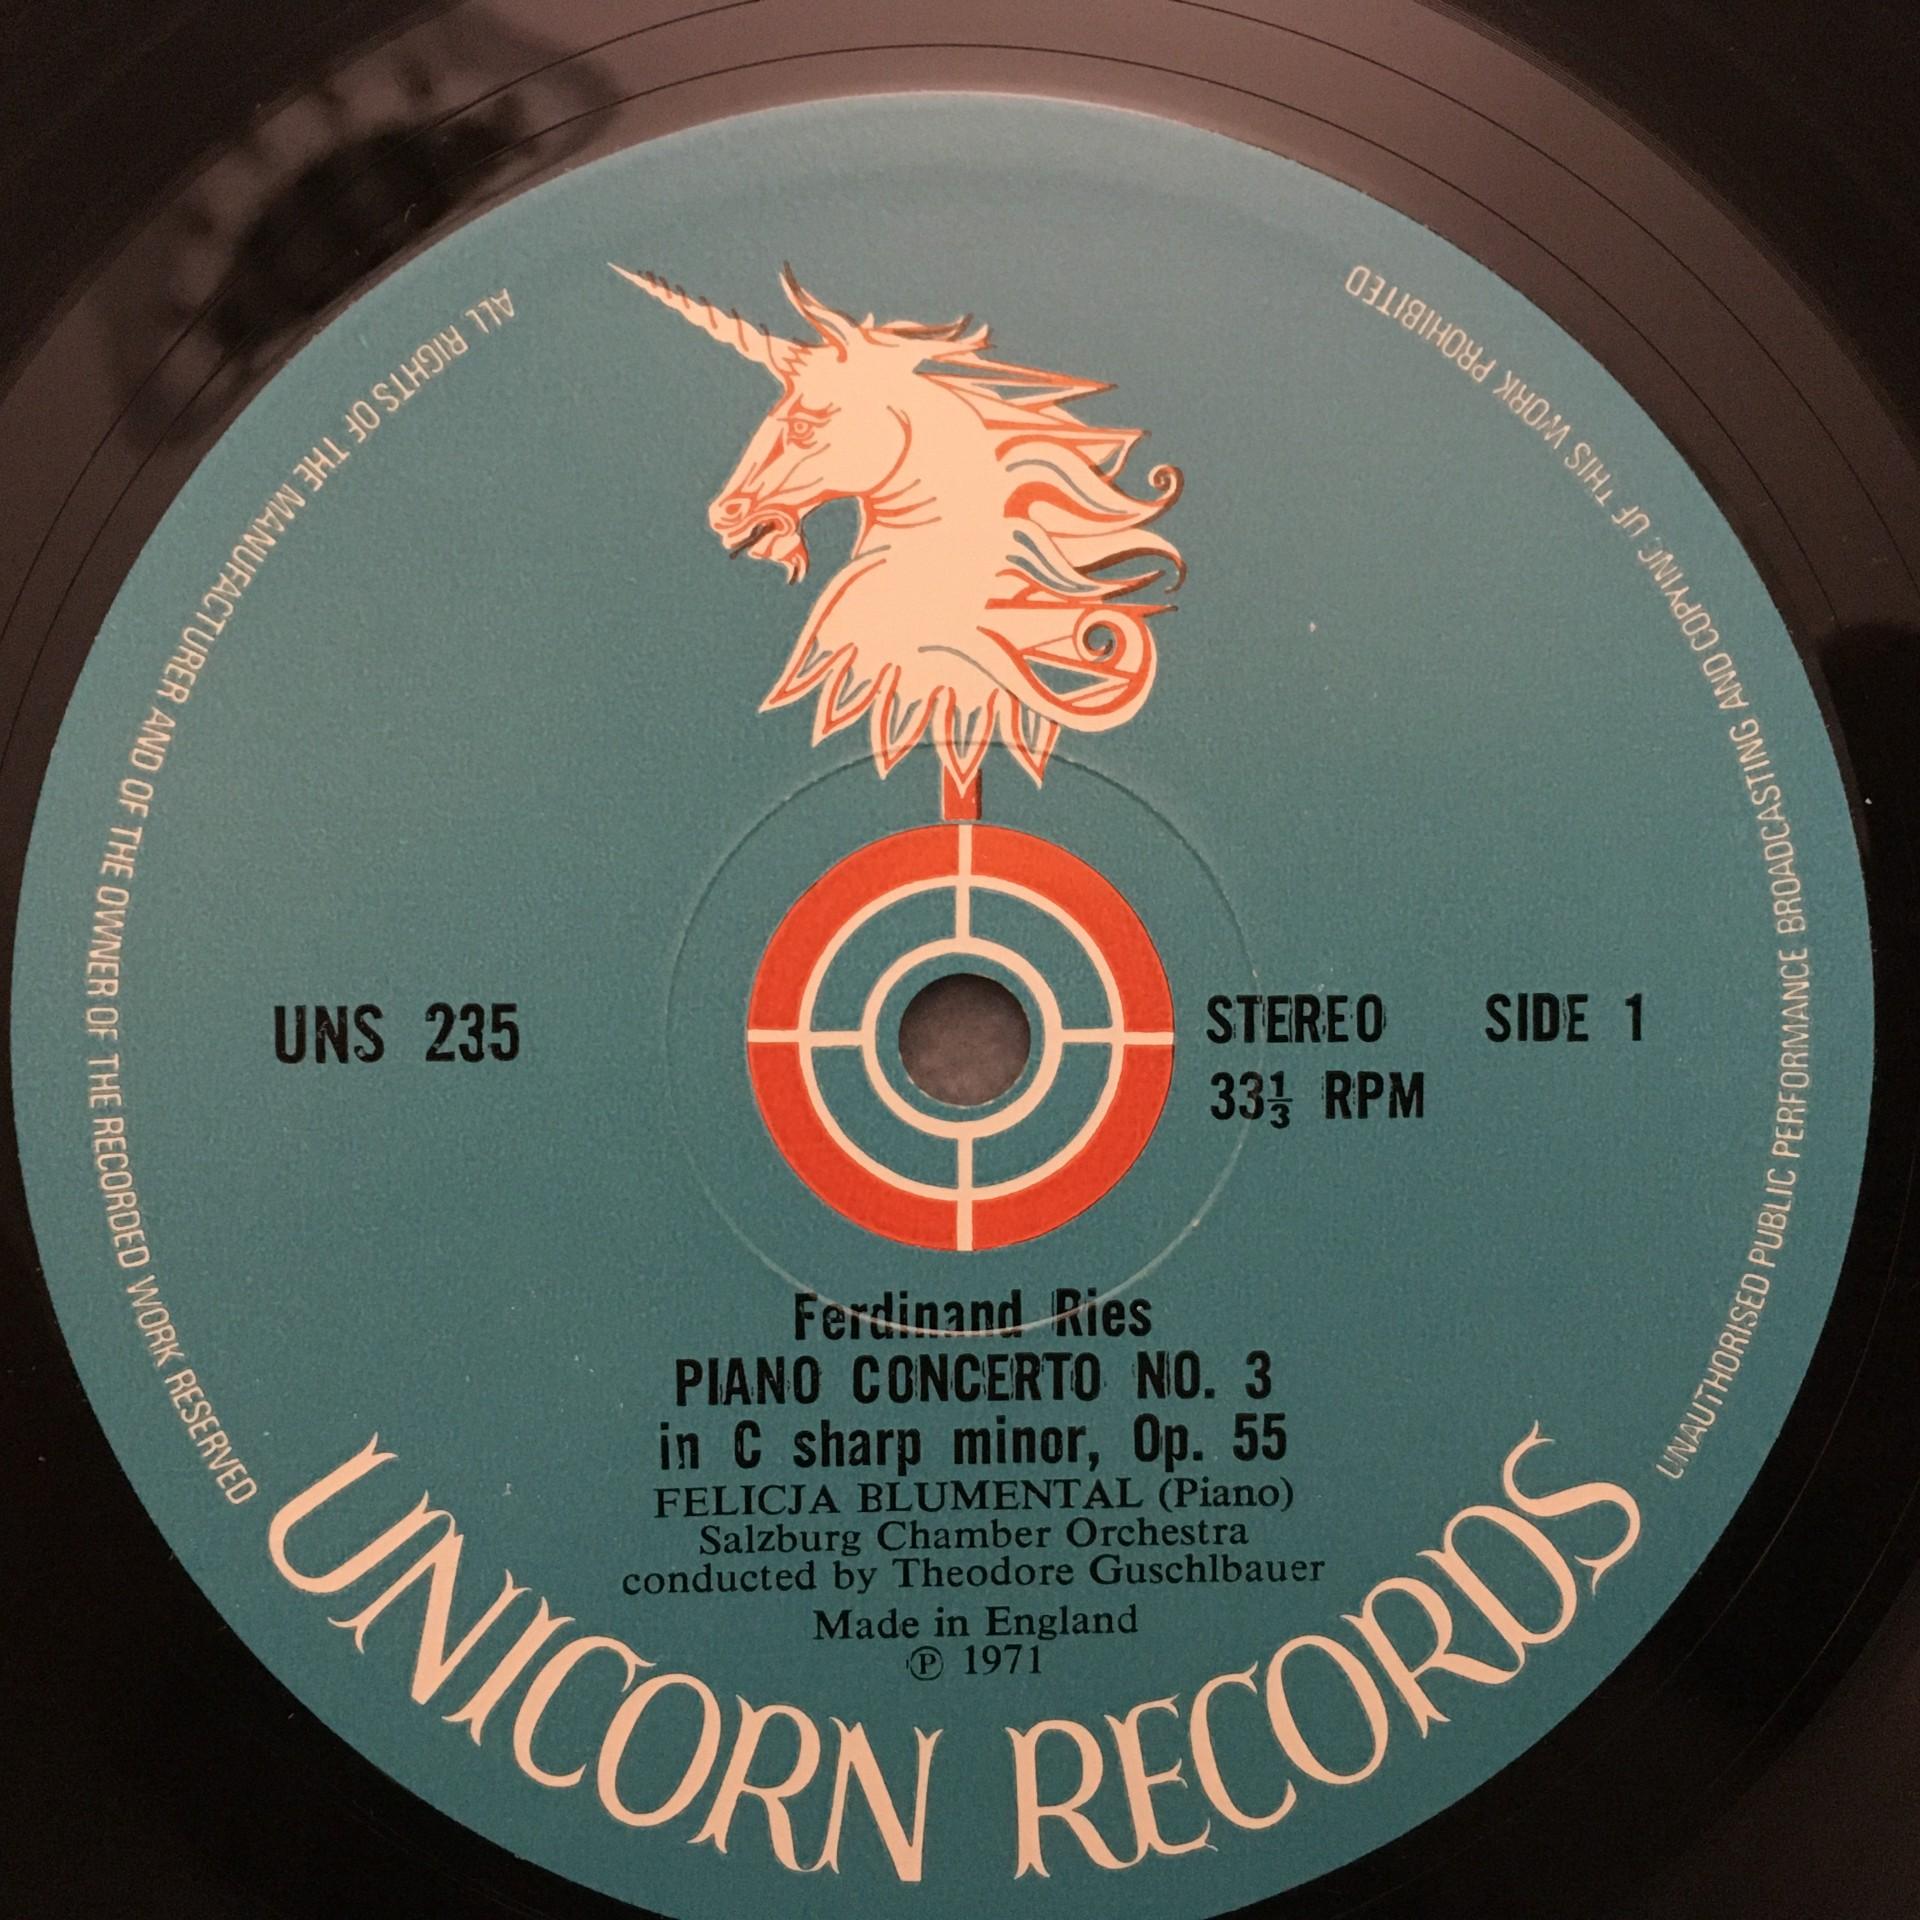 ALL RIGHTS OF THE MANUFACTURER AND OF THE OWNER OF THE RECORDED WORK RESERVED
UNAUTHORISED PUBLIC PERFORMANCE BROADCASTING AND COPYING OF THIS WORK PROHIBITED
UNS 235
STEREO SIDE 1
33⅓ RPM
Ferdinand Ries
PIANO CONCERTO NO. 3
in C sharp minor, Op. 55
FELICJA BLUMENTAL (Piano)
Salzburg Chamber Orchestra
conducted by Theodore Guschlbauer
Made in England
℗ 1971
UNICORN RECORDS